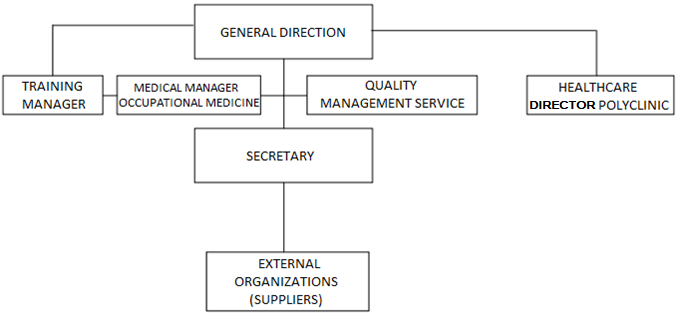 GENERAL DIRECTION
TRAINING
MANAGER
MEDICAL MANAGER
OCCUPATIONAL MEDICINE
QUALITY
MANAGEMENT SERVICE
HEALTHCARE
DIRECTOR POLYCLINIC
SECRETARY
EXTERNAL
ORGANIZATIONS
(SUPPLIERS)